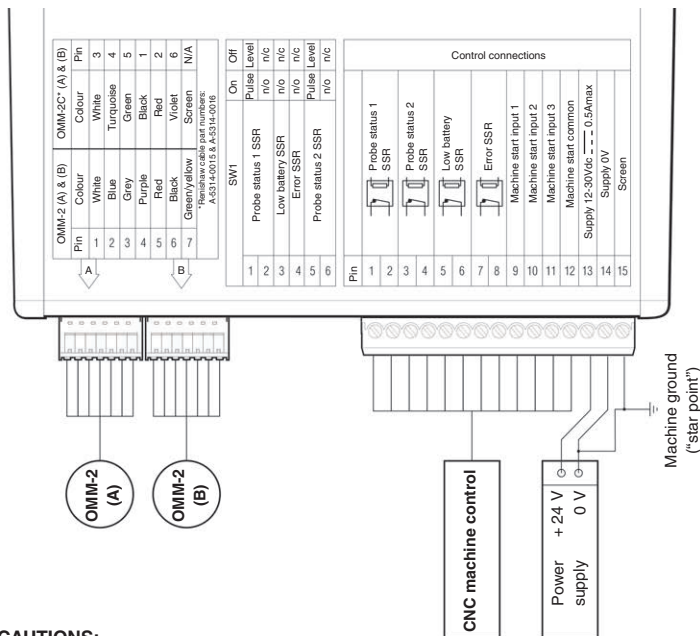 OMM-2 (A) & (B) OMM-2C* (A) & (B)
Pin Colour Colour Pin
1 White White 3
2 Blue Turquoise 4
3 Grey Green 5
4 Purple Black 1
5 Red Red 2
6 Black Violet 6
7 Green/yellow Screen N/A
*Renishaw cable part numbers:
A-5314-0015 & A-5314-0016
A
B
SW1 On Off
1 Probe status 1 SSR Pulse Level
2 n/o n/c
3 Low battery SSR n/o n/c
4 Error SSR n/o n/c
5 Probe status 2 SSR Pulse Level
6 n/o n/c
Pin Control connections
1 Probe status 1
2 SSR
3 Probe status 2
4 SSR
5 Low battery
6 SSR
7 Error SSR
8
9 Machine start input 1
10 Machine start input 2
11 Machine start input 3
12 Machine start common
13 Supply 12-30Vdc 0.5Amax
14 Supply 0V
15 Screen
OMM-2
(A)
OMM-2
(B)
CNC machine control
Power
supply
+ 24 V
0 V
Machine ground
("star point")
CAUTIONS: